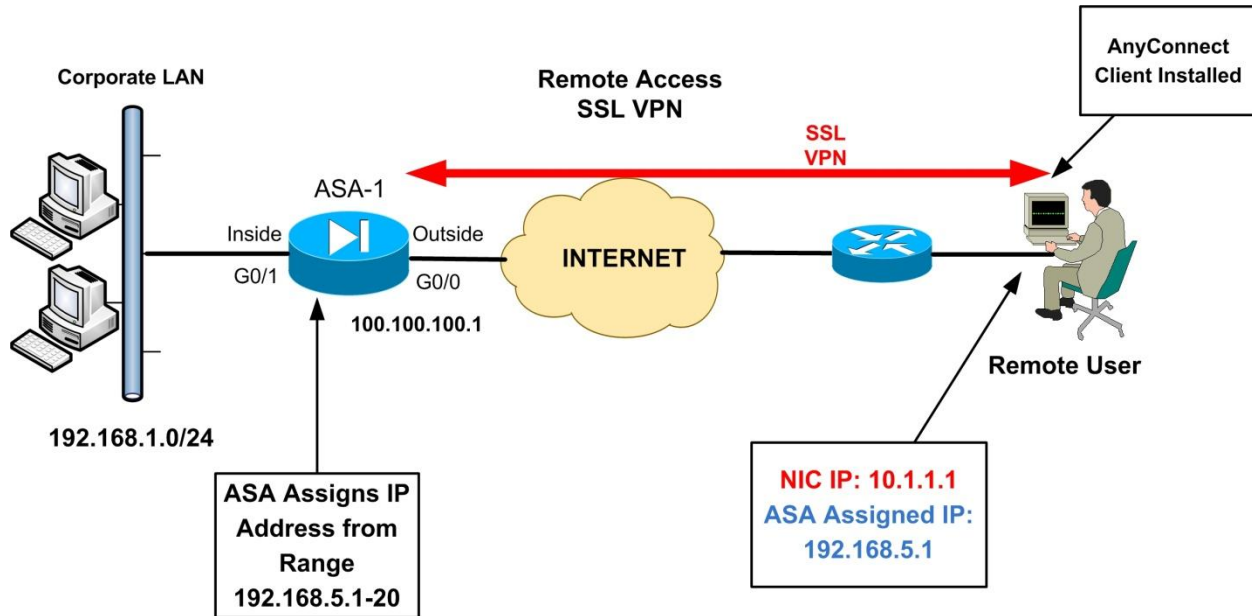 Corporate LAN
Remote Access
SSL VPN
AnyConnect
Client Installed
SSL
VPN
ASA-1
Inside
Outside
G0/1
G0/0
INTERNET
100.100.100.1
Remote User
192.168.1.0/24
ASA Assigns IP
Address from
Range
192.168.5.1-20
NIC IP: 10.1.1.1
ASA Assigned IP:
192.168.5.1